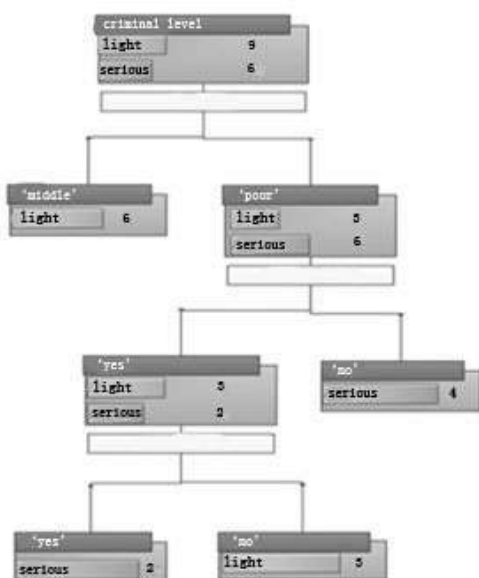 criminal level
light 9
serious 6
'middle'
light 6
'poor'
light 3
serious 6
'yes'
light 3
serious 2
'no'
serious 4
'yes'
serious 2
'no'
light 3